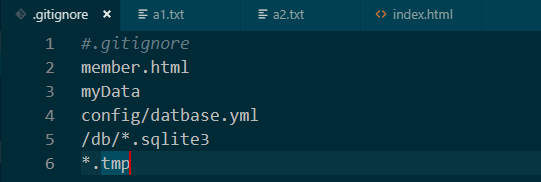 .gitignore × a1.txt a2.txt index.html
1 #.gitignore
2 member.html
3 myData
4 config/datbase.yml
5 /db/*.sqlite3
6 *.tmp